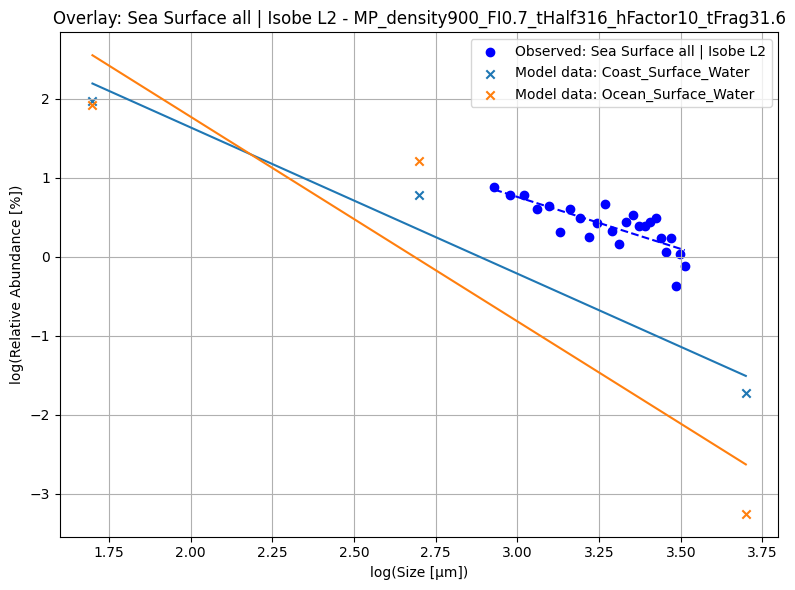 Overlay: Sea Surface all | Isobe L2 - MP_density900_FI0.7_tHalf316_hFactor10_tFrag31.6
Observed: Sea Surface all | Isobe L2
Model data: Coast_Surface_Water
Model data: Ocean_Surface_Water
log(Relative Abundance [%])
2
1
0
−1
−2
−3
1.75
2.00
2.25
2.50
2.75
3.00
3.25
3.50
3.75
log(Size [μm])